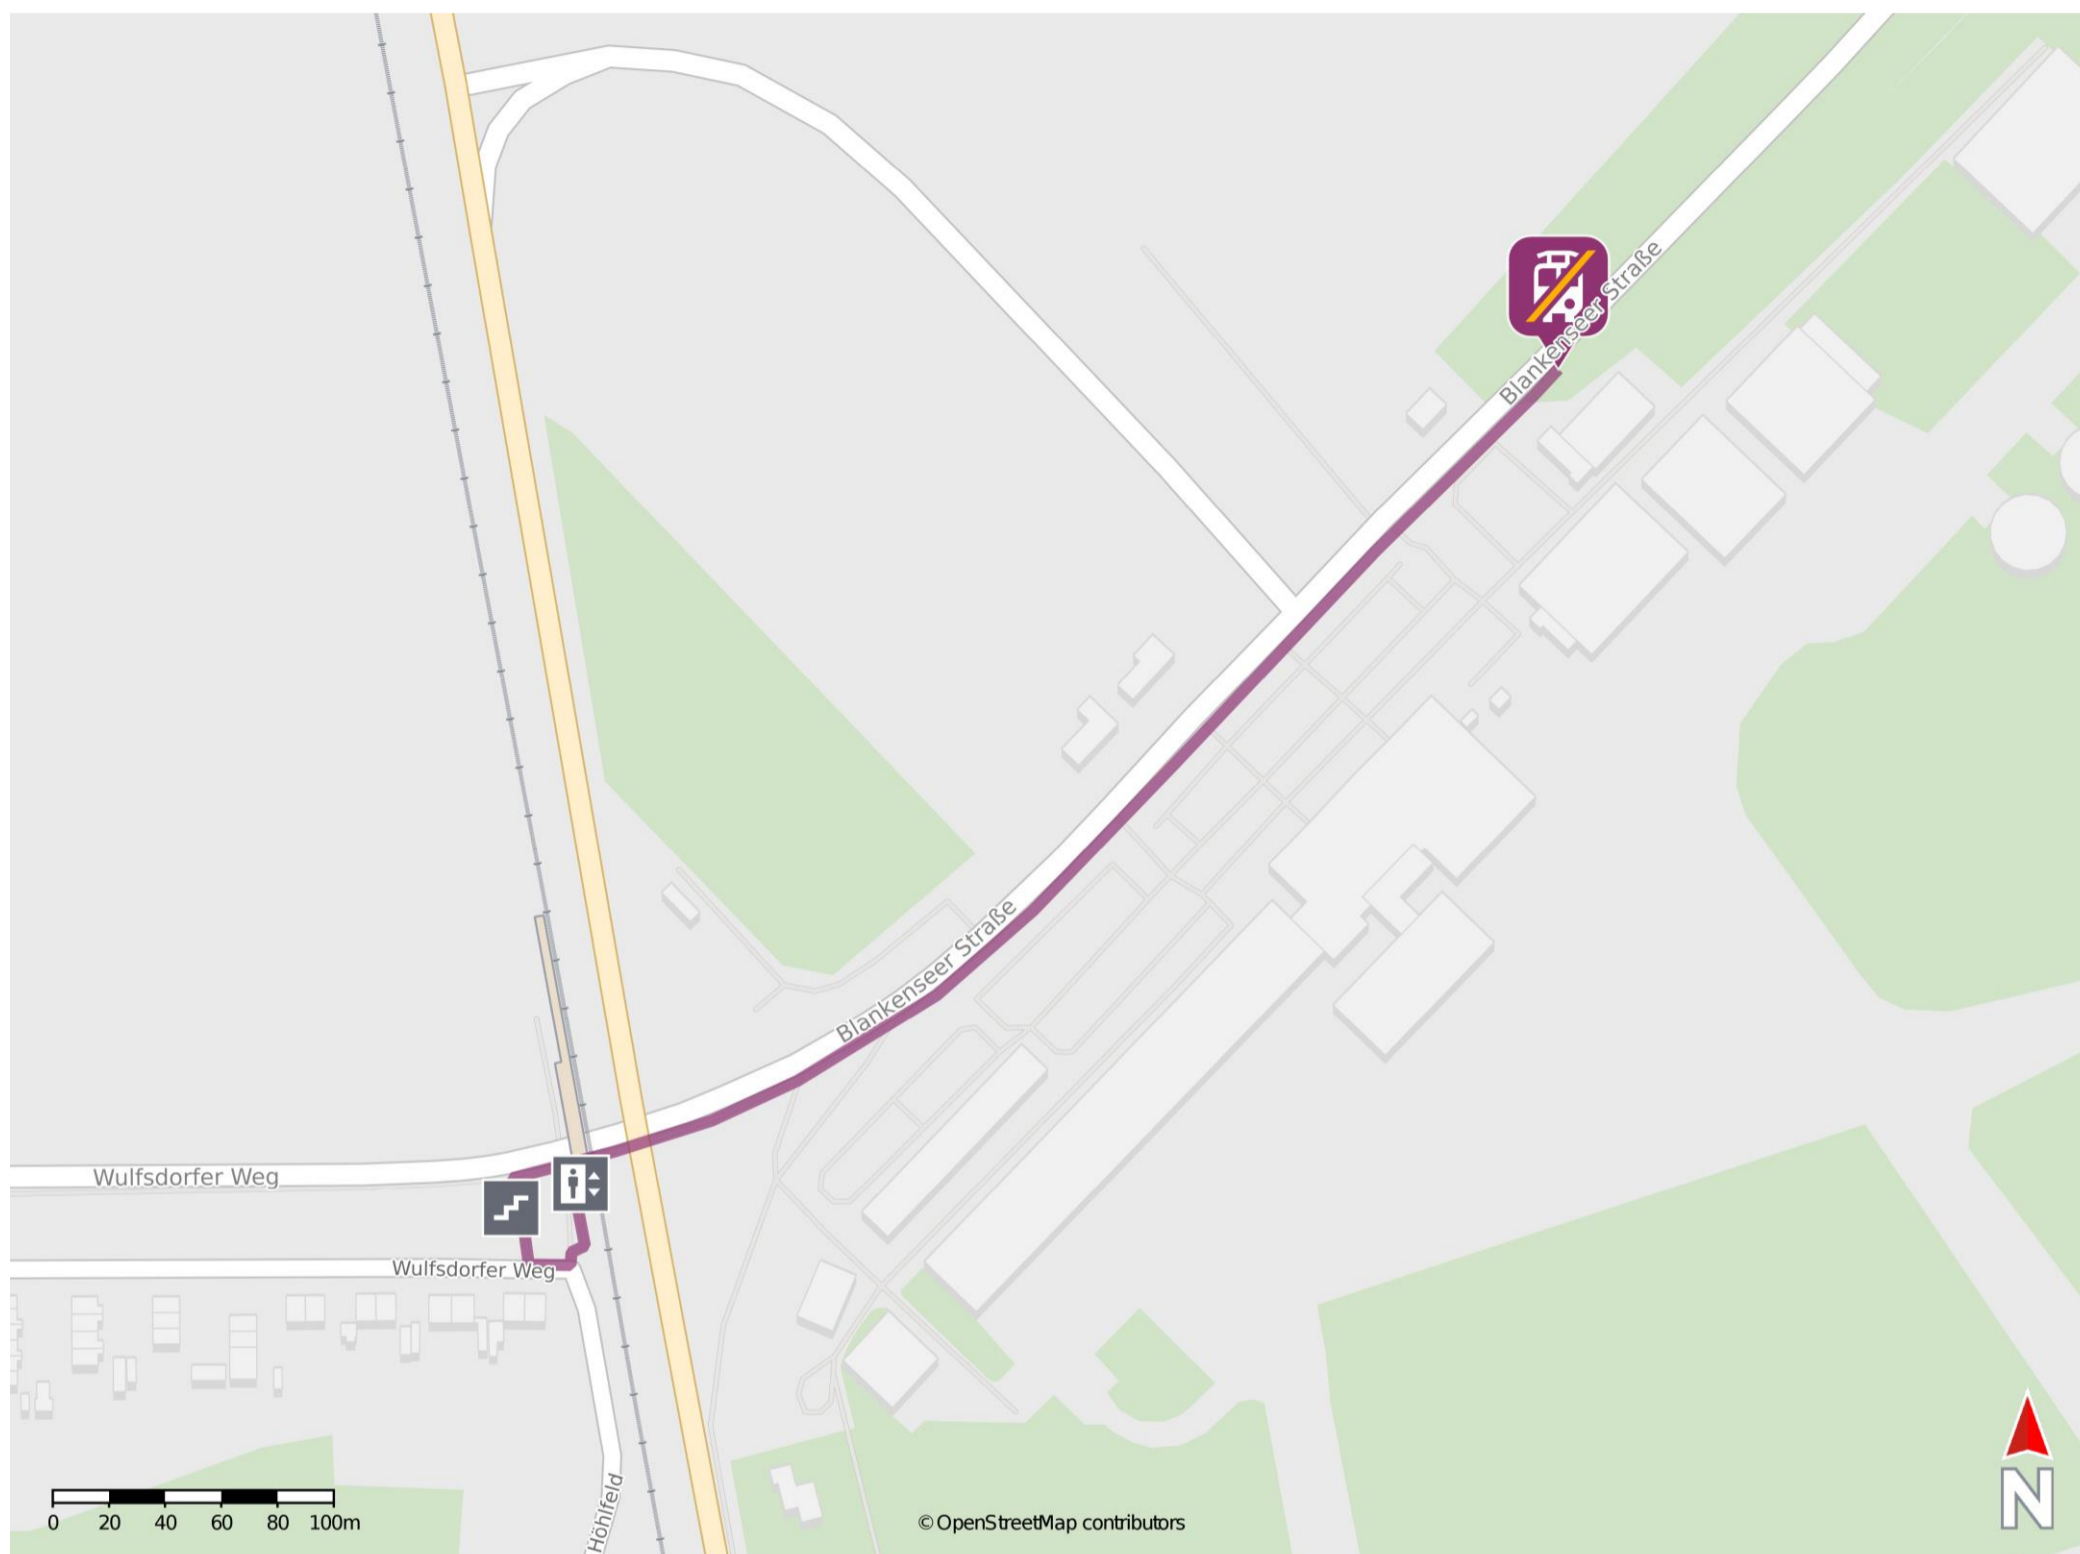 Blankenseer Straße
Blankenseer Straße
Wulfsdorfer Weg
Wulfsdorfer Weg
Höhlfeld
0 20 40 60 80 100m
© OpenStreetMap contributors
N